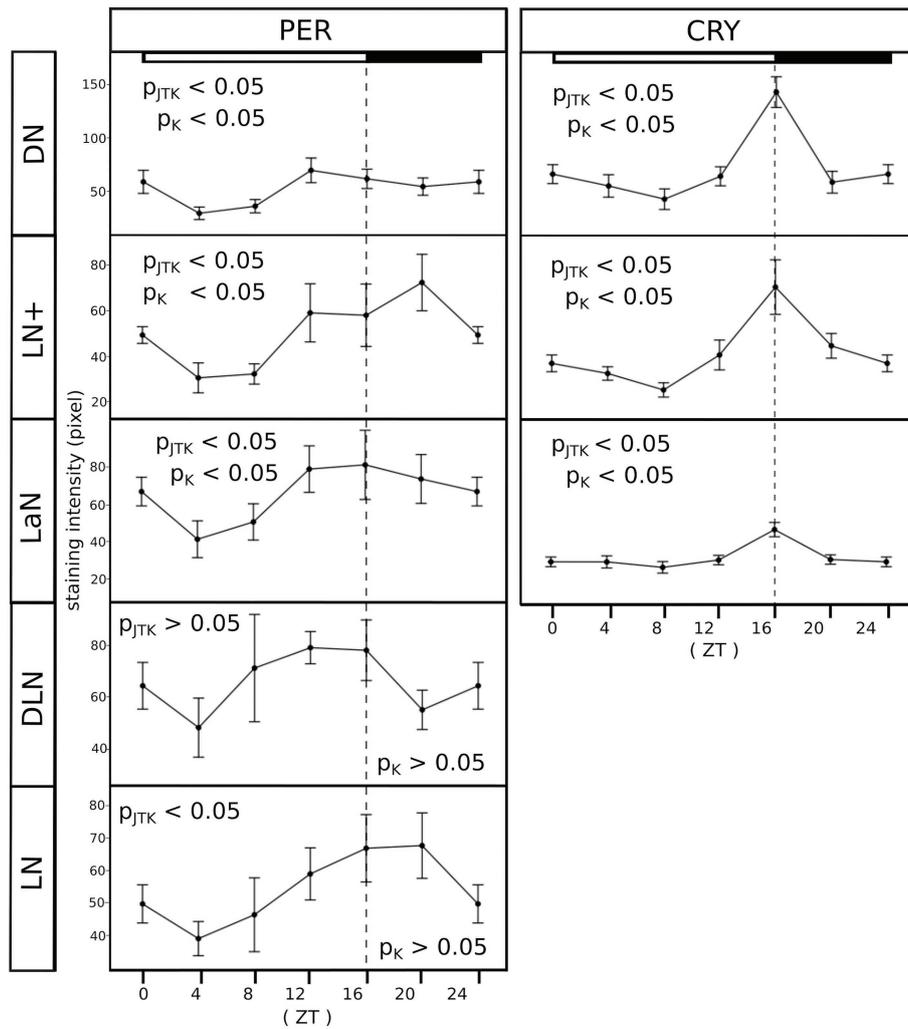 PER
CRY
DN
150
100
50
p_JTK < 0.05
p_K < 0.05
p_JTK < 0.05
p_K < 0.05
LN+
80
60
40
20
p_JTK < 0.05
p_K < 0.05
p_JTK < 0.05
p_K < 0.05
staining intensity (pixel)
LaN
80
60
40
20
p_JTK < 0.05
p_K < 0.05
p_JTK < 0.05
p_K < 0.05
0 4 8 12 16 20 24
( ZT )
DLN
80
60
40
p_JTK > 0.05
p_K > 0.05
LN
80
70
60
50
40
p_JTK < 0.05
p_K > 0.05
0 4 8 12 16 20 24
( ZT )